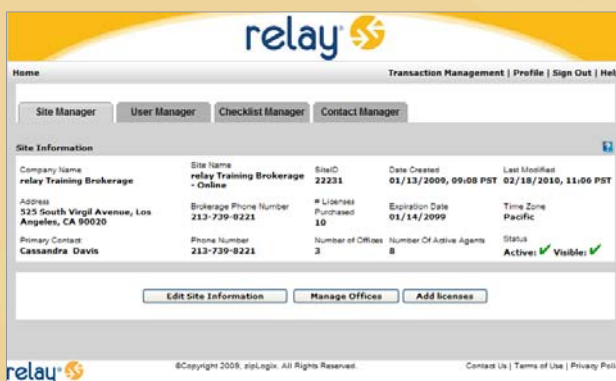 relay
Home Transaction Management | Profile | Sign Out | Hel
Site Manager User Manager Checklist Manager Contact Manager
Site Information
Company Name Site Name SiteID Date Created Last Modified
relay Training Brokerage relay Training Brokerage - Online 22231 01/13/2009, 09:08 PST 02/18/2010, 11:06 PST
Address Brokerage Phone Number # Licenses Purchased Expiration Date Time Zone
525 South Virgil Avenue, Los Angeles, CA 90020 213-739-8221 10 01/14/2099 Pacific
Primary Contact Phone Number Number of Offices Number Of Active Agents Status
Cassandra Davis 213-739-8221 3 8 Active: Visible:
Edit Site Information Manage Offices Add licenses
relay ©Copyright 2009, zipLogix. All Rights Reserved. Contact Us | Terms of Use | Privacy Poli